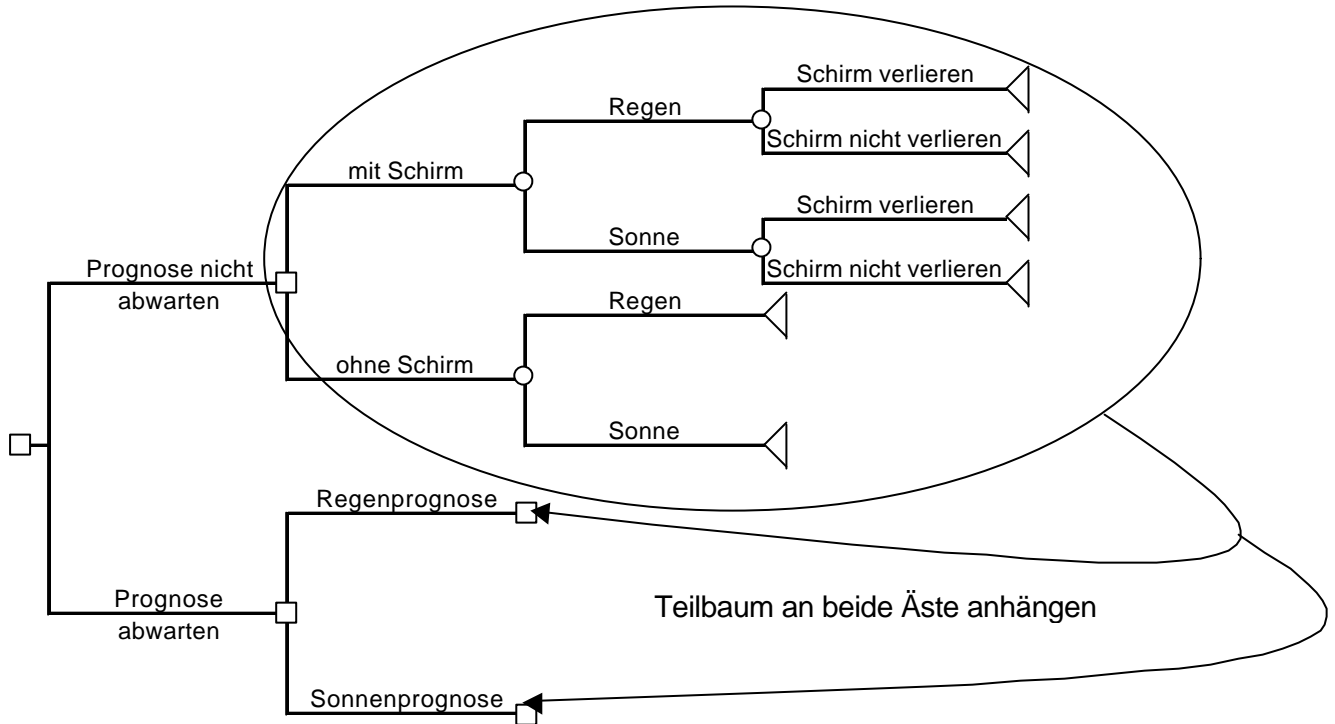 Schirm verlieren
Regen
Schirm nicht verlieren
mit Schirm
Schirm verlieren
Sonne
Schirm nicht verlieren
Prognose nicht
abwarten
Regen
ohne Schirm
Sonne
Regenprognose
Prognose
abwarten
Teilbaum an beide Äste anhängen
Sonnenprognose